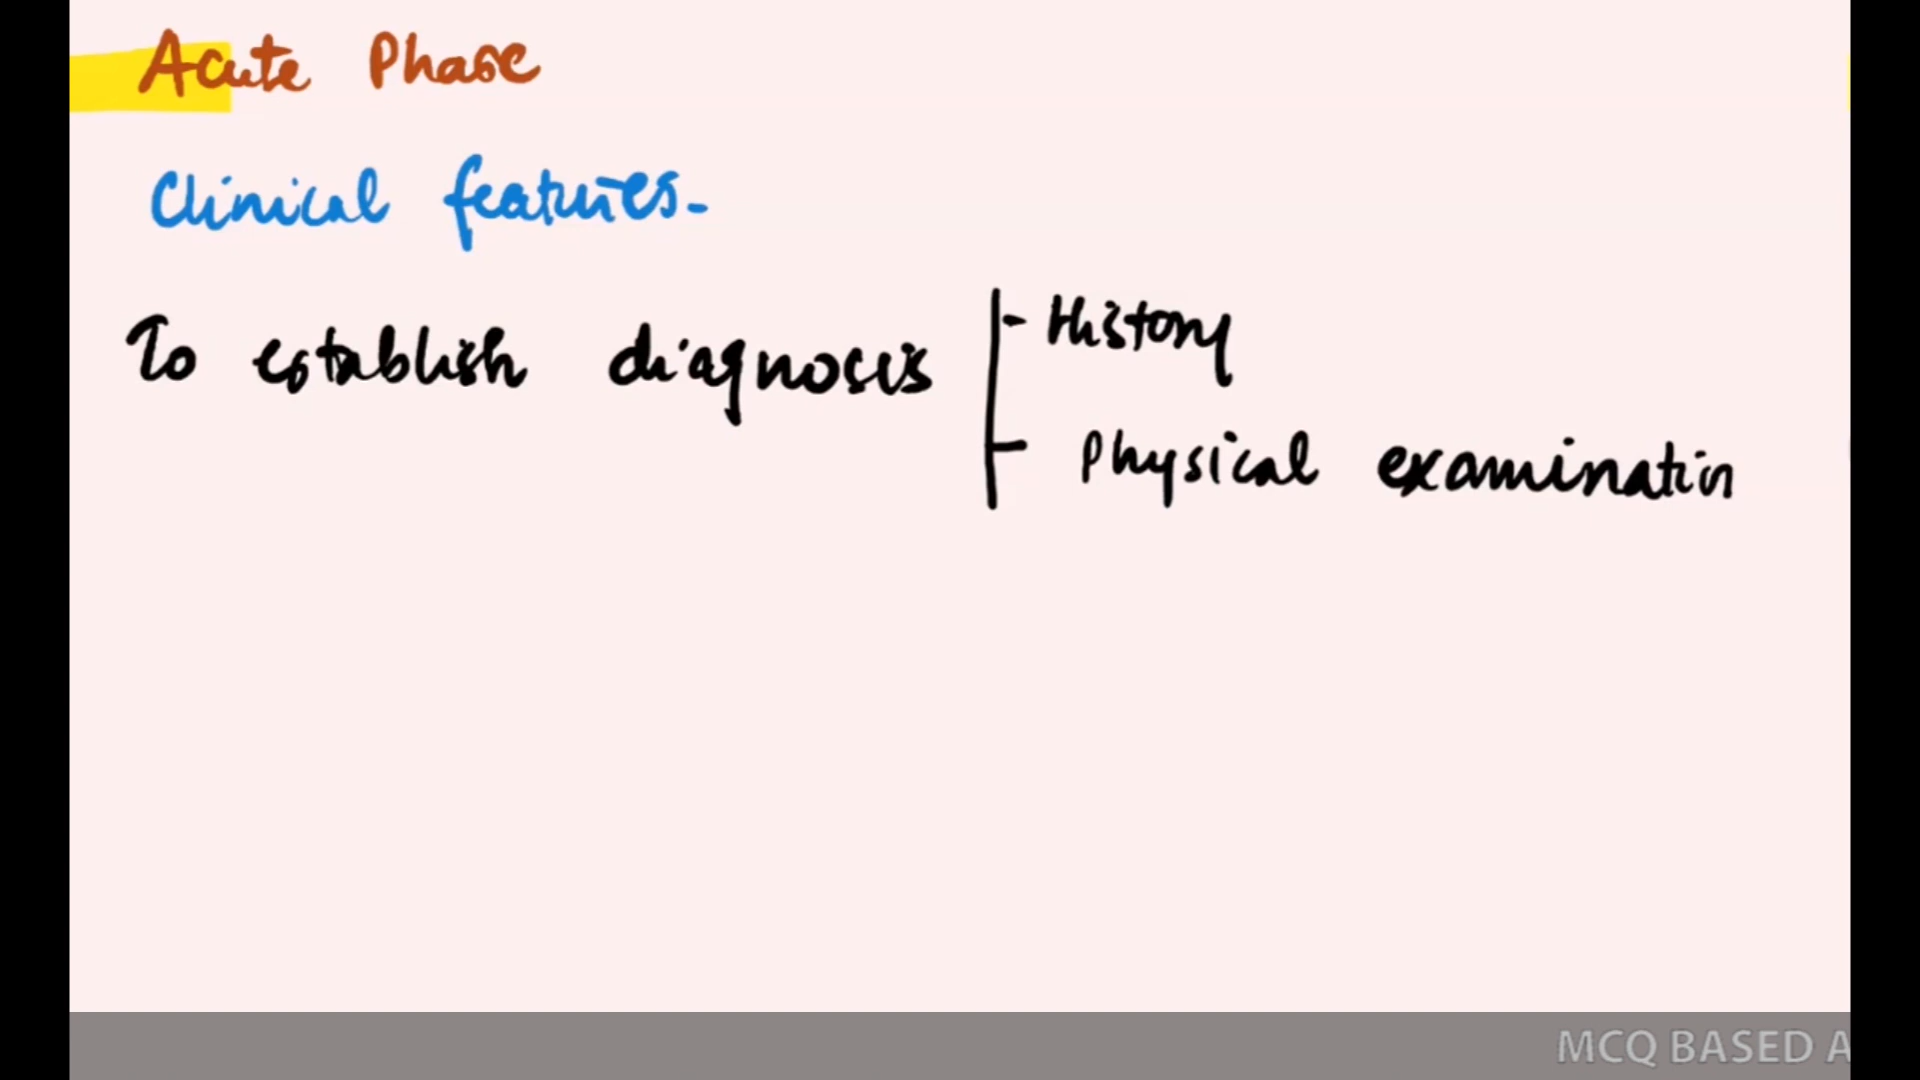 Acute Phase
Clinical features-
To establish diagnosis
- History
- Physical examination
MCQ BASED A